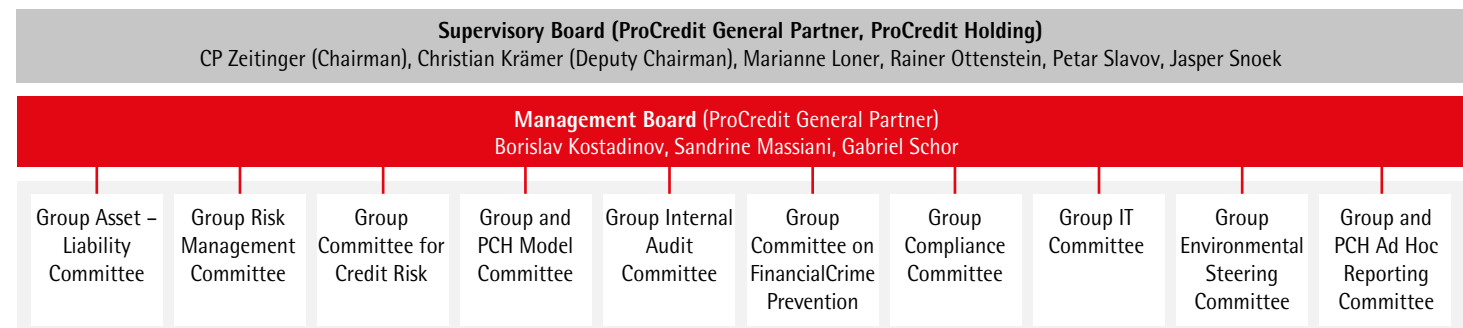 Supervisory Board (ProCredit General Partner, ProCredit Holding)
CP Zeitinger (Chairman), Christian Krämer (Deputy Chairman), Marianne Loner, Rainer Ottenstein, Petar Slavov, Jasper Snoek
Management Board (ProCredit General Partner)
Borislav Kostadinov, Sandrine Massiani, Gabriel Schor
Group Asset –
Liability
Committee
Group Risk
Management
Committee
Group
Committee for
Credit Risk
Group and
PCH Model
Committee
Group Internal
Audit
Committee
Group
Committee on
FinancialCrime
Prevention
Group
Compliance
Committee
Group IT
Committee
Group
Environmental
Steering
Committee
Group and
PCH Ad Hoc
Reporting
Committee